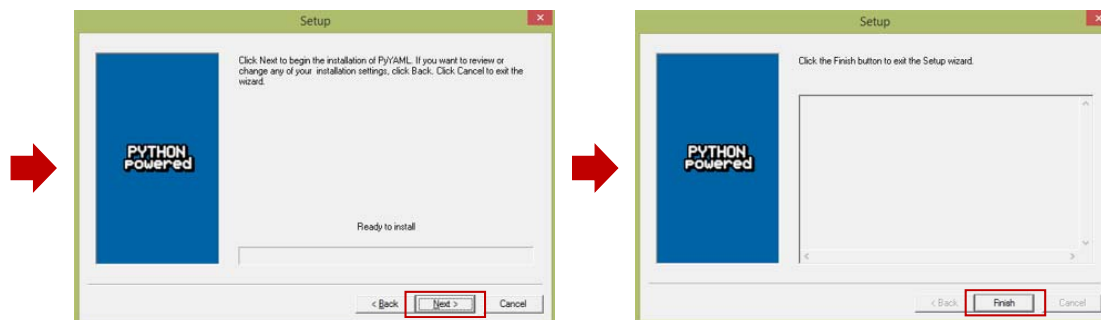 Setup
Click Next to begin the installation of PyYAML. If you want to review or
change any of your installation settings, click Back. Click Cancel to exit the
wizard.
PYTHON
powered
Ready to install
< Back
Next >
Cancel
Setup
Click the Finish button to exit the Setup wizard.
PYTHON
powered
< Back
Finish
Cancel